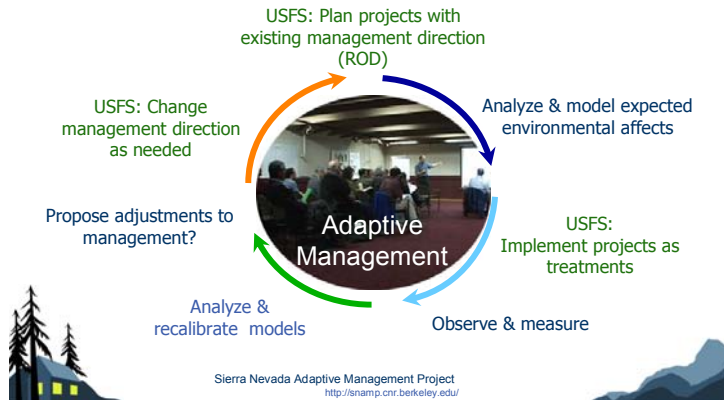 USFS: Plan projects with
existing management direction
(ROD)
Analyze & model expected
environmental affects
USFS:
Implement projects as
treatments
Observe & measure
Analyze &
recalibrate models
Propose adjustments to
management?
USFS: Change
management direction
as needed
Adaptive
Management
Sierra Nevada Adaptive Management Project
http://snamp.cnr.berkeley.edu/